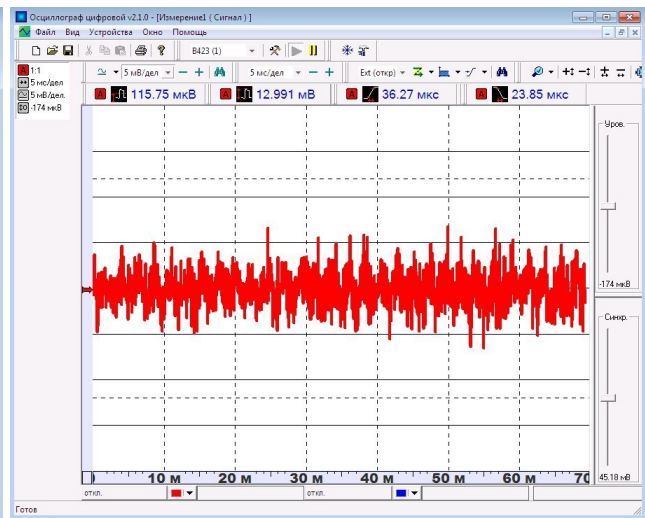 Осциллограф цифровой v2.1.0 - [Измерение1 ( Сигнал ) ]
Файл Вид Устройства Окно Помощь
B423 (1)
A 1:1
5 мс/дел
5 мВ/дел.
-174 мкВ
5 мВ/дел
5 мс/дел
Ext (откр)
A 115.75 мкВ
A 12.991 мВ
A 36.27 мкс
A 23.85 мкс
Уров.
-174 мкВ
Синхр.
45.18 мВ
0 10 м 20 м 30 м 40 м 50 м 60 м 70
откл.
откл.
Готов